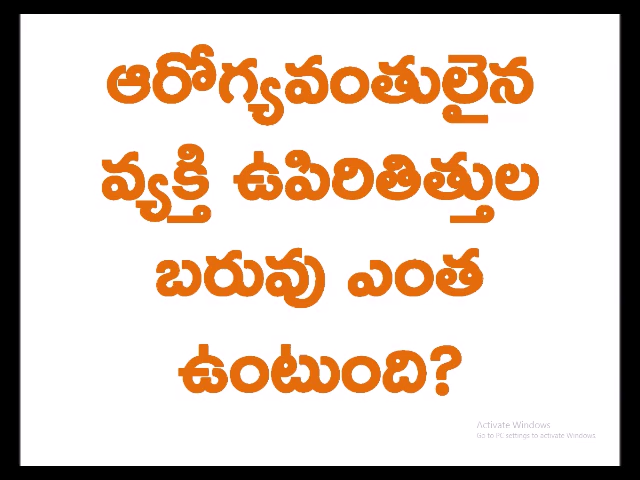 ఆరోగ్యవంతులైన
వ్యక్తి ఉపిరితిత్తుల
బరువు ఎంత
ఉంటుంది?
Activate Windows
Go to PC settings to activate Windows.